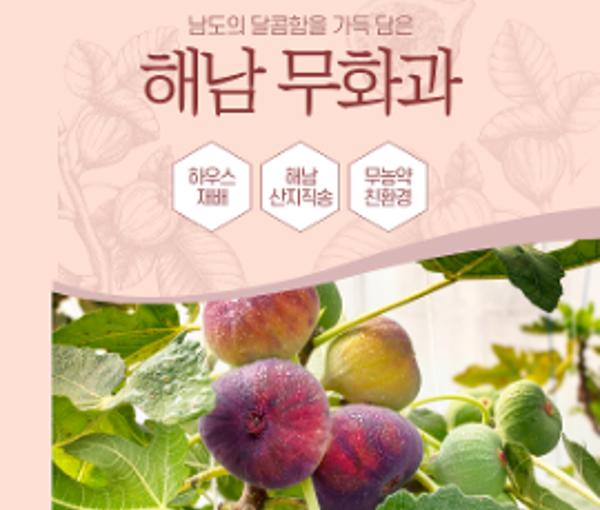 남도의 달콤함을 가득 담은
해남 무화과
하우스
재배
해남
산지직송
무농약
친환경